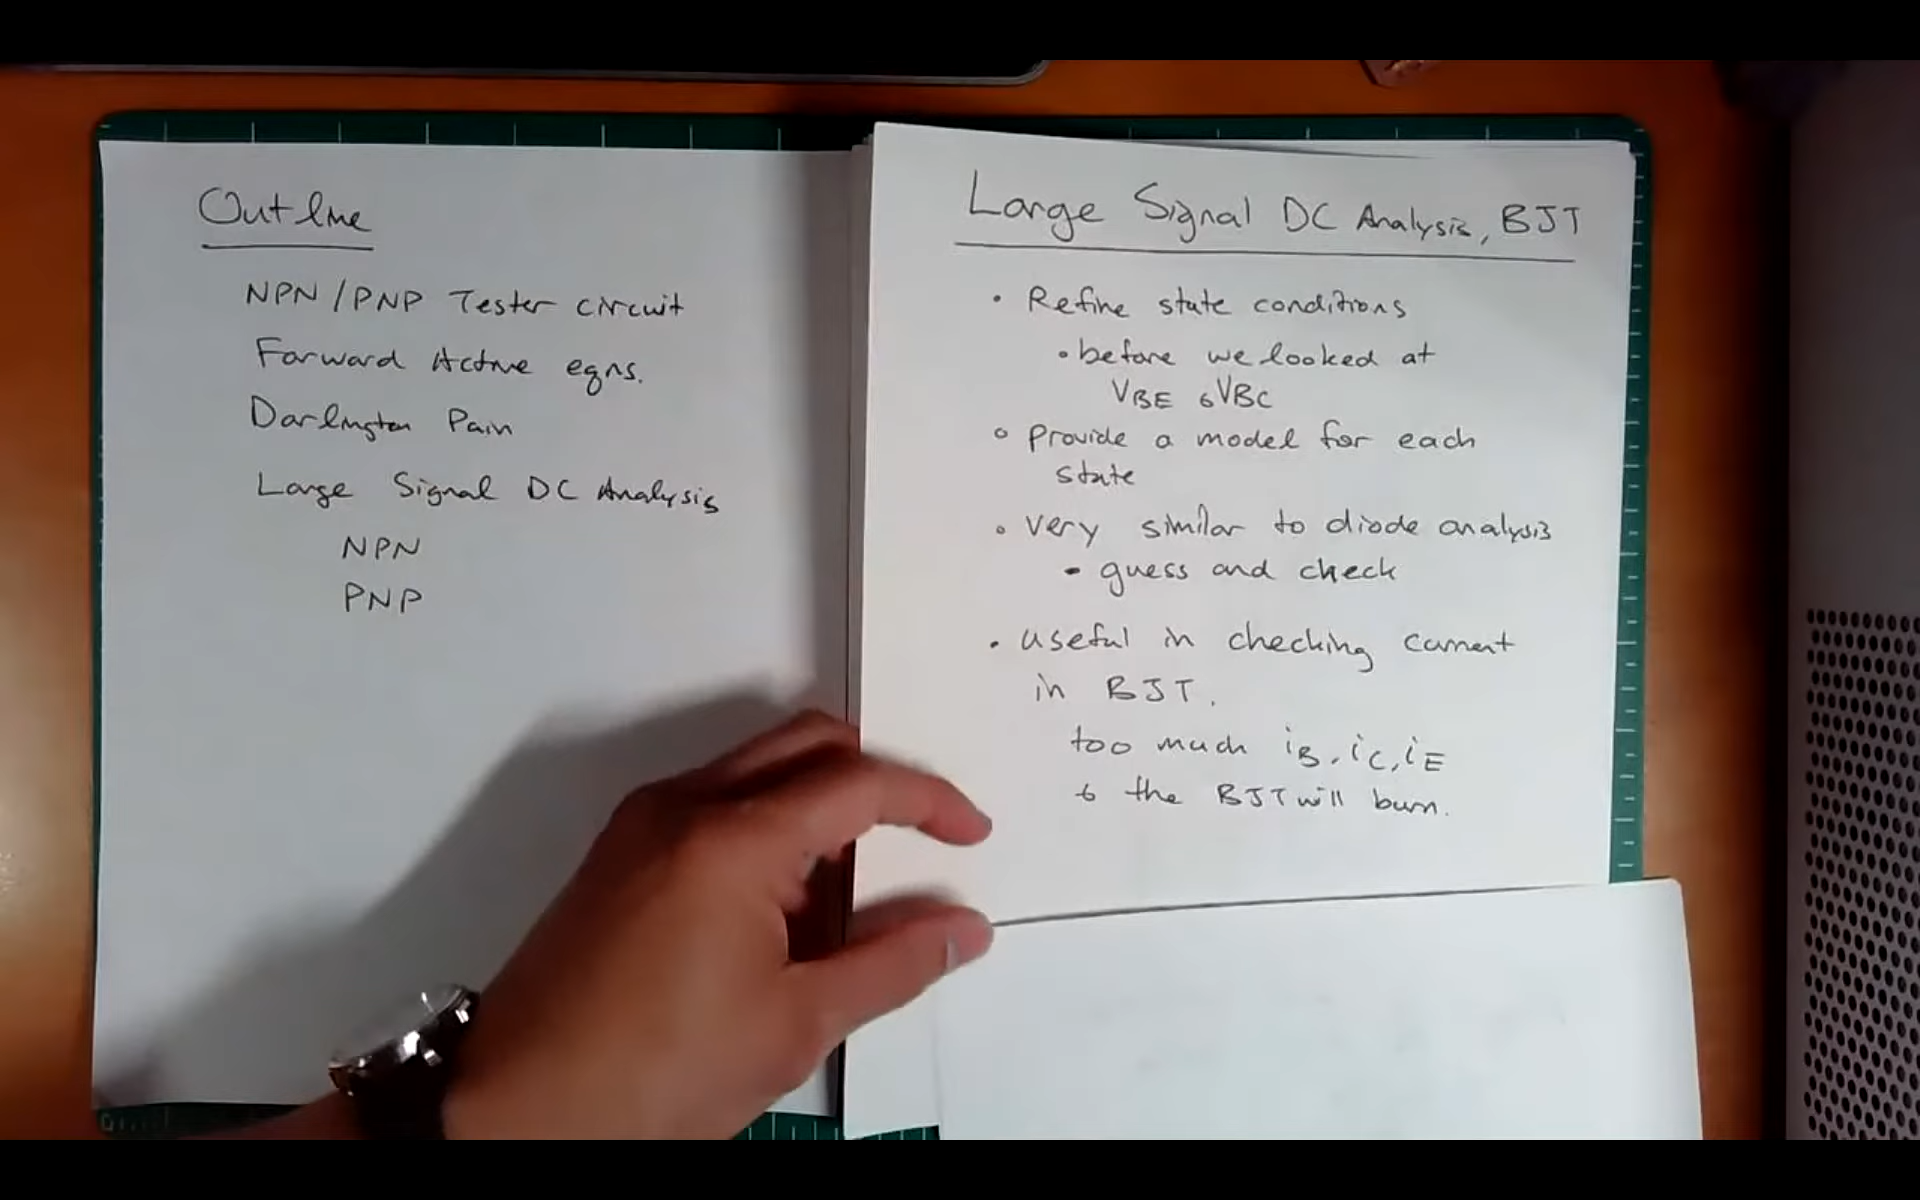 Outline
NPN/PNP Tester circuit
Forward Active eqns.
Darlington Pair
Large Signal DC Analysis
NPN
PNP
Large Signal DC Analysis, BJT
• Refine state conditions
• before we looked at
VBE & VBC
• provide a model for each
state
• very similar to diode analysis
- guess and check
• useful in checking current
in BJT.
too much iB, iC, iE
& the BJT will burn.